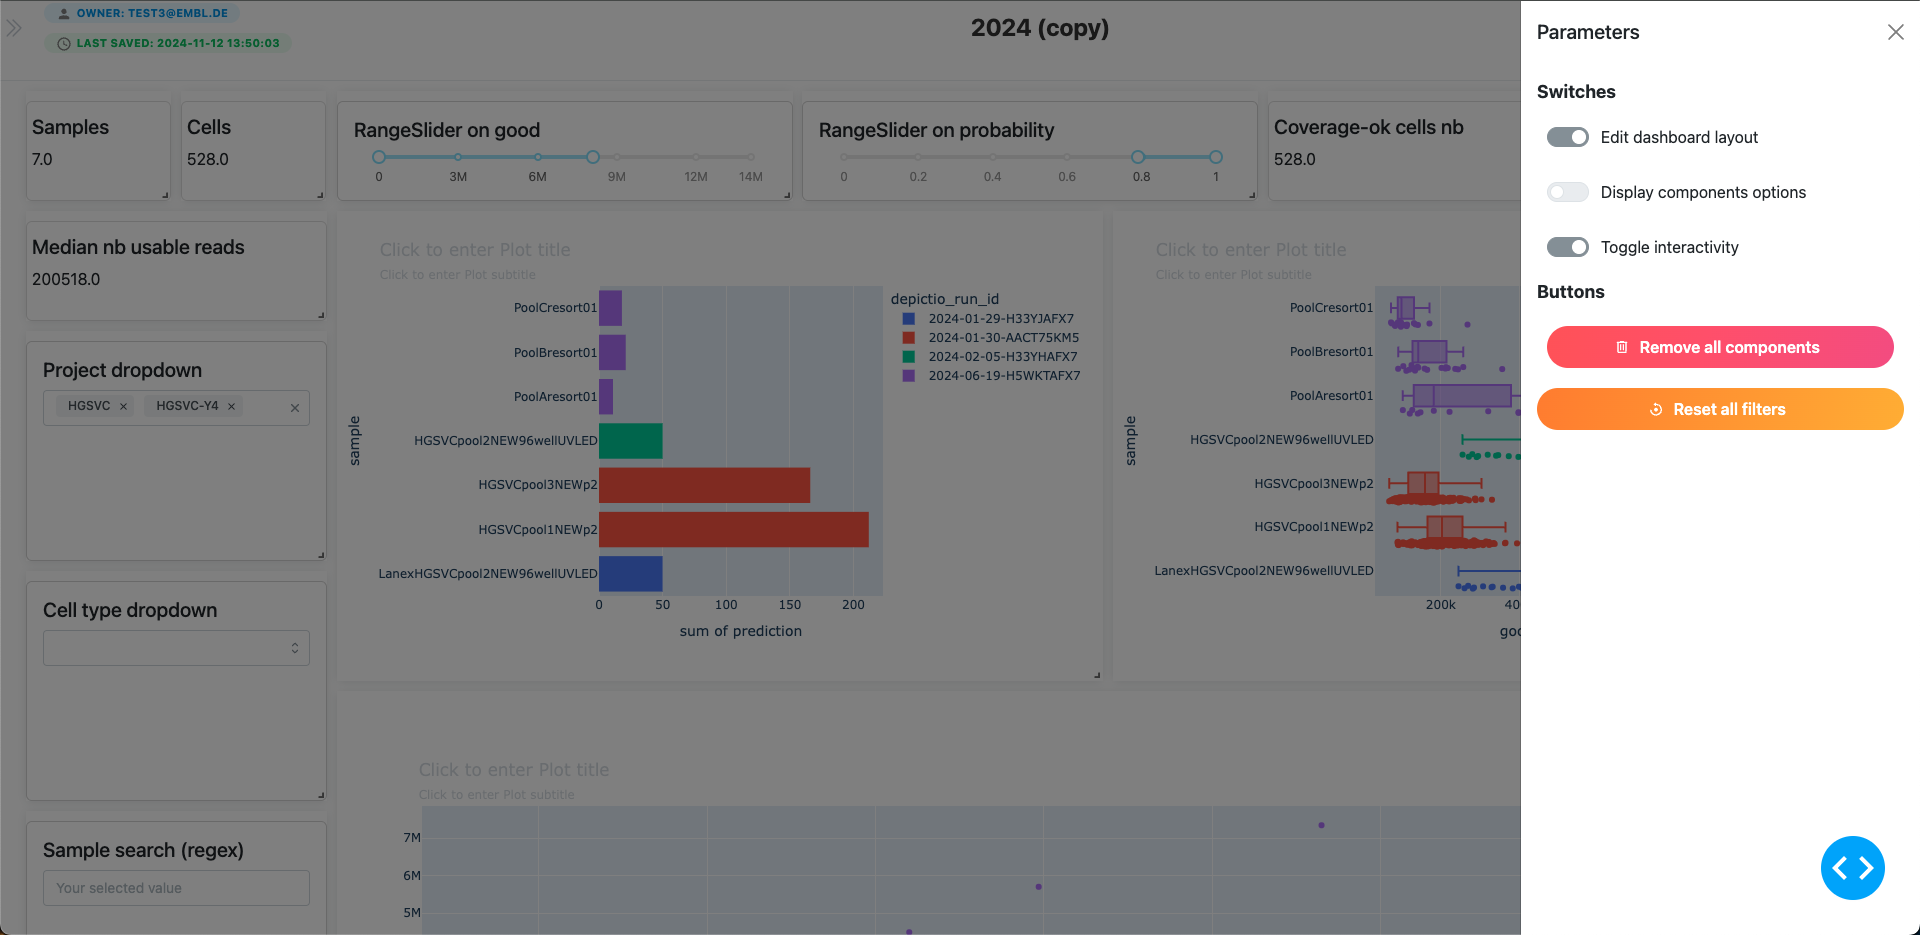 OWNER: TEST3@EMBL.DE
LAST SAVED: 2024-11-12 13:50:03
2024 (copy)
Samples
7.0
Cells
528.0
RangeSlider on good
0 3M 6M 9M 12M 14M
RangeSlider on probability
0 0.2 0.4 0.6 0.8 1
Coverage-ok cells nb
528.0
Median nb usable reads
200518.0
Project dropdown
HGSVC × HGSVC-Y4 ×
Cell type dropdown
Sample search (regex)
Your selected value
Click to enter Plot title
Click to enter Plot subtitle
sample
PoolCresort01
PoolBresort01
PoolAresort01
HGSVCpool2NEW96wellUVLED
HGSVCpool3NEWp2
HGSVCpool1NEWp2
LanexHGSVCpool2NEW96wellUVLED
0 50 100 150 200
sum of prediction
depictio_run_id
2024-01-29-H33YJAFX7
2024-01-30-AACT75KM5
2024-02-05-H33YHAFX7
2024-06-19-H5WKTAFX7
Click to enter Plot title
Click to enter Plot subtitle
sample
PoolCresort01
PoolBresort01
PoolAresort01
HGSVCpool2NEW96wellUVLED
HGSVCpool3NEWp2
HGSVCpool1NEWp2
LanexHGSVCpool2NEW96wellUVLED
200k 40
goo
Click to enter Plot title
Click to enter Plot subtitle
7M
6M
5M
Parameters
Switches
Edit dashboard layout
Display components options
Toggle interactivity
Buttons
Remove all components
Reset all filters